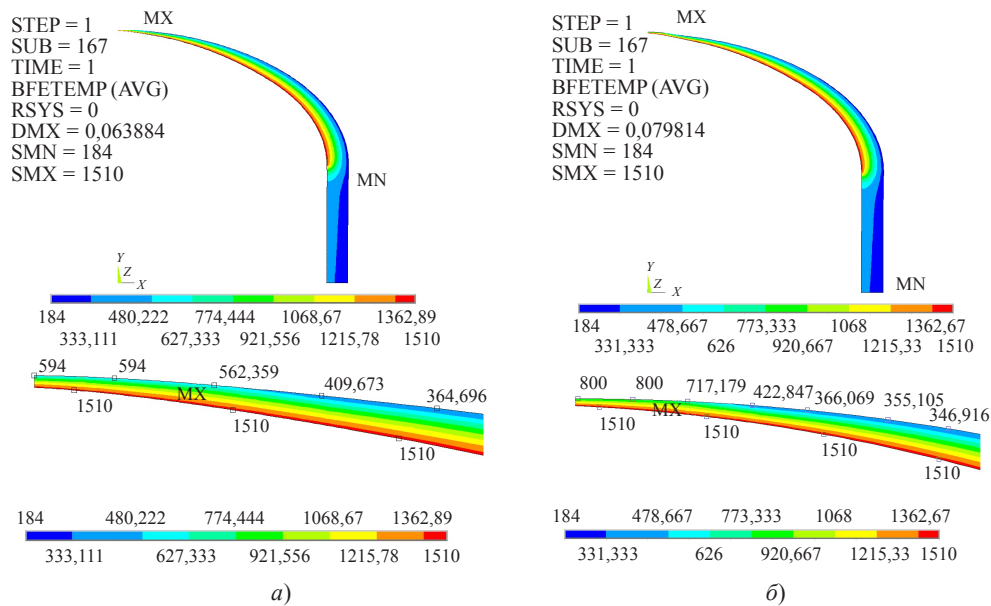 STEP = 1
SUB = 167
TIME = 1
BFETEMP (AVG)
RSYS = 0
DMX = 0,063884
SMN = 184
SMX = 1510
MX
MN
Y
Z
X
184 480,222 774,444 1068,67 1362,89
333,111 627,333 921,556 1215,78 1510
594 594 562,359 409,673 364,696
MX
1510
1510
1510
184 480,222 774,444 1068,67 1362,89
333,111 627,333 921,556 1215,78 1510
а)
STEP = 1
SUB = 167
TIME = 1
BFETEMP (AVG)
RSYS = 0
DMX = 0,079814
SMN = 184
SMX = 1510
MX
Y
Z
X
MN
184 478,667 773,333 1068 1362,67
331,333 626 920,667 1215,33 1510
800 800 717,179 422,847 366,069 355,105 346,916
MX
1510
1510
1510
1510
184 478,667 773,333 1068 1362,67
331,333 626 920,667 1215,33 1510
б)